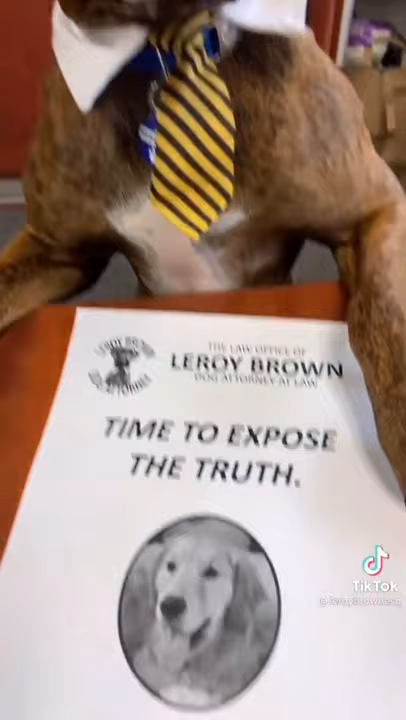 THE LAW OFFICE OF
LEROY BROWN
DOG ATTORNEY AT LAW
TIME TO EXPOSE
THE TRUTH.
TikTok